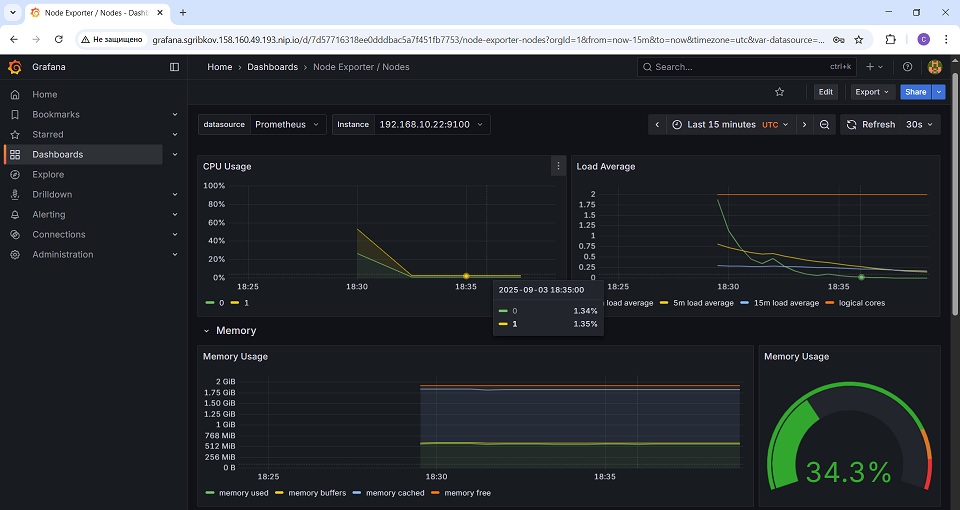 Node Exporter / Nodes - Dashb
Не защищено
grafana.sgribkov.158.160.49.193.nip.io/d/7d57716318ee0dddbac5a7f451fb7753/node-exporter-nodes?orgId=1&from=now-15m&to=now&timezone=utc&var-datasource=...
C
Grafana
Home
Dashboards
Node Exporter / Nodes
Search...
ctrl+k
Home
Bookmarks
Starred
Dashboards
Explore
Drilldown
Alerting
Connections
Administration
Edit
Export
Share
datasource
Prometheus
Instance
192.168.10.22:9100
Last 15 minutes UTC
Refresh
30s
CPU Usage
100%
80%
60%
40%
20%
0%
18:25
18:30
18:35
0
1
Load Average
2
1.75
1.5
1.25
1
0.75
0.5
0.25
0
18:25
18:30
18:35
load average
5m load average
15m load average
logical cores
2025-09-03 18:35:00
0 1.34%
1 1.35%
Memory
Memory Usage
2 GiB
1.75 GiB
1.50 GiB
1.25 GiB
1 GiB
768 MiB
512 MiB
256 MiB
0 B
18:25
18:30
18:35
memory used
memory buffers
memory cached
memory free
Memory Usage
34.3%